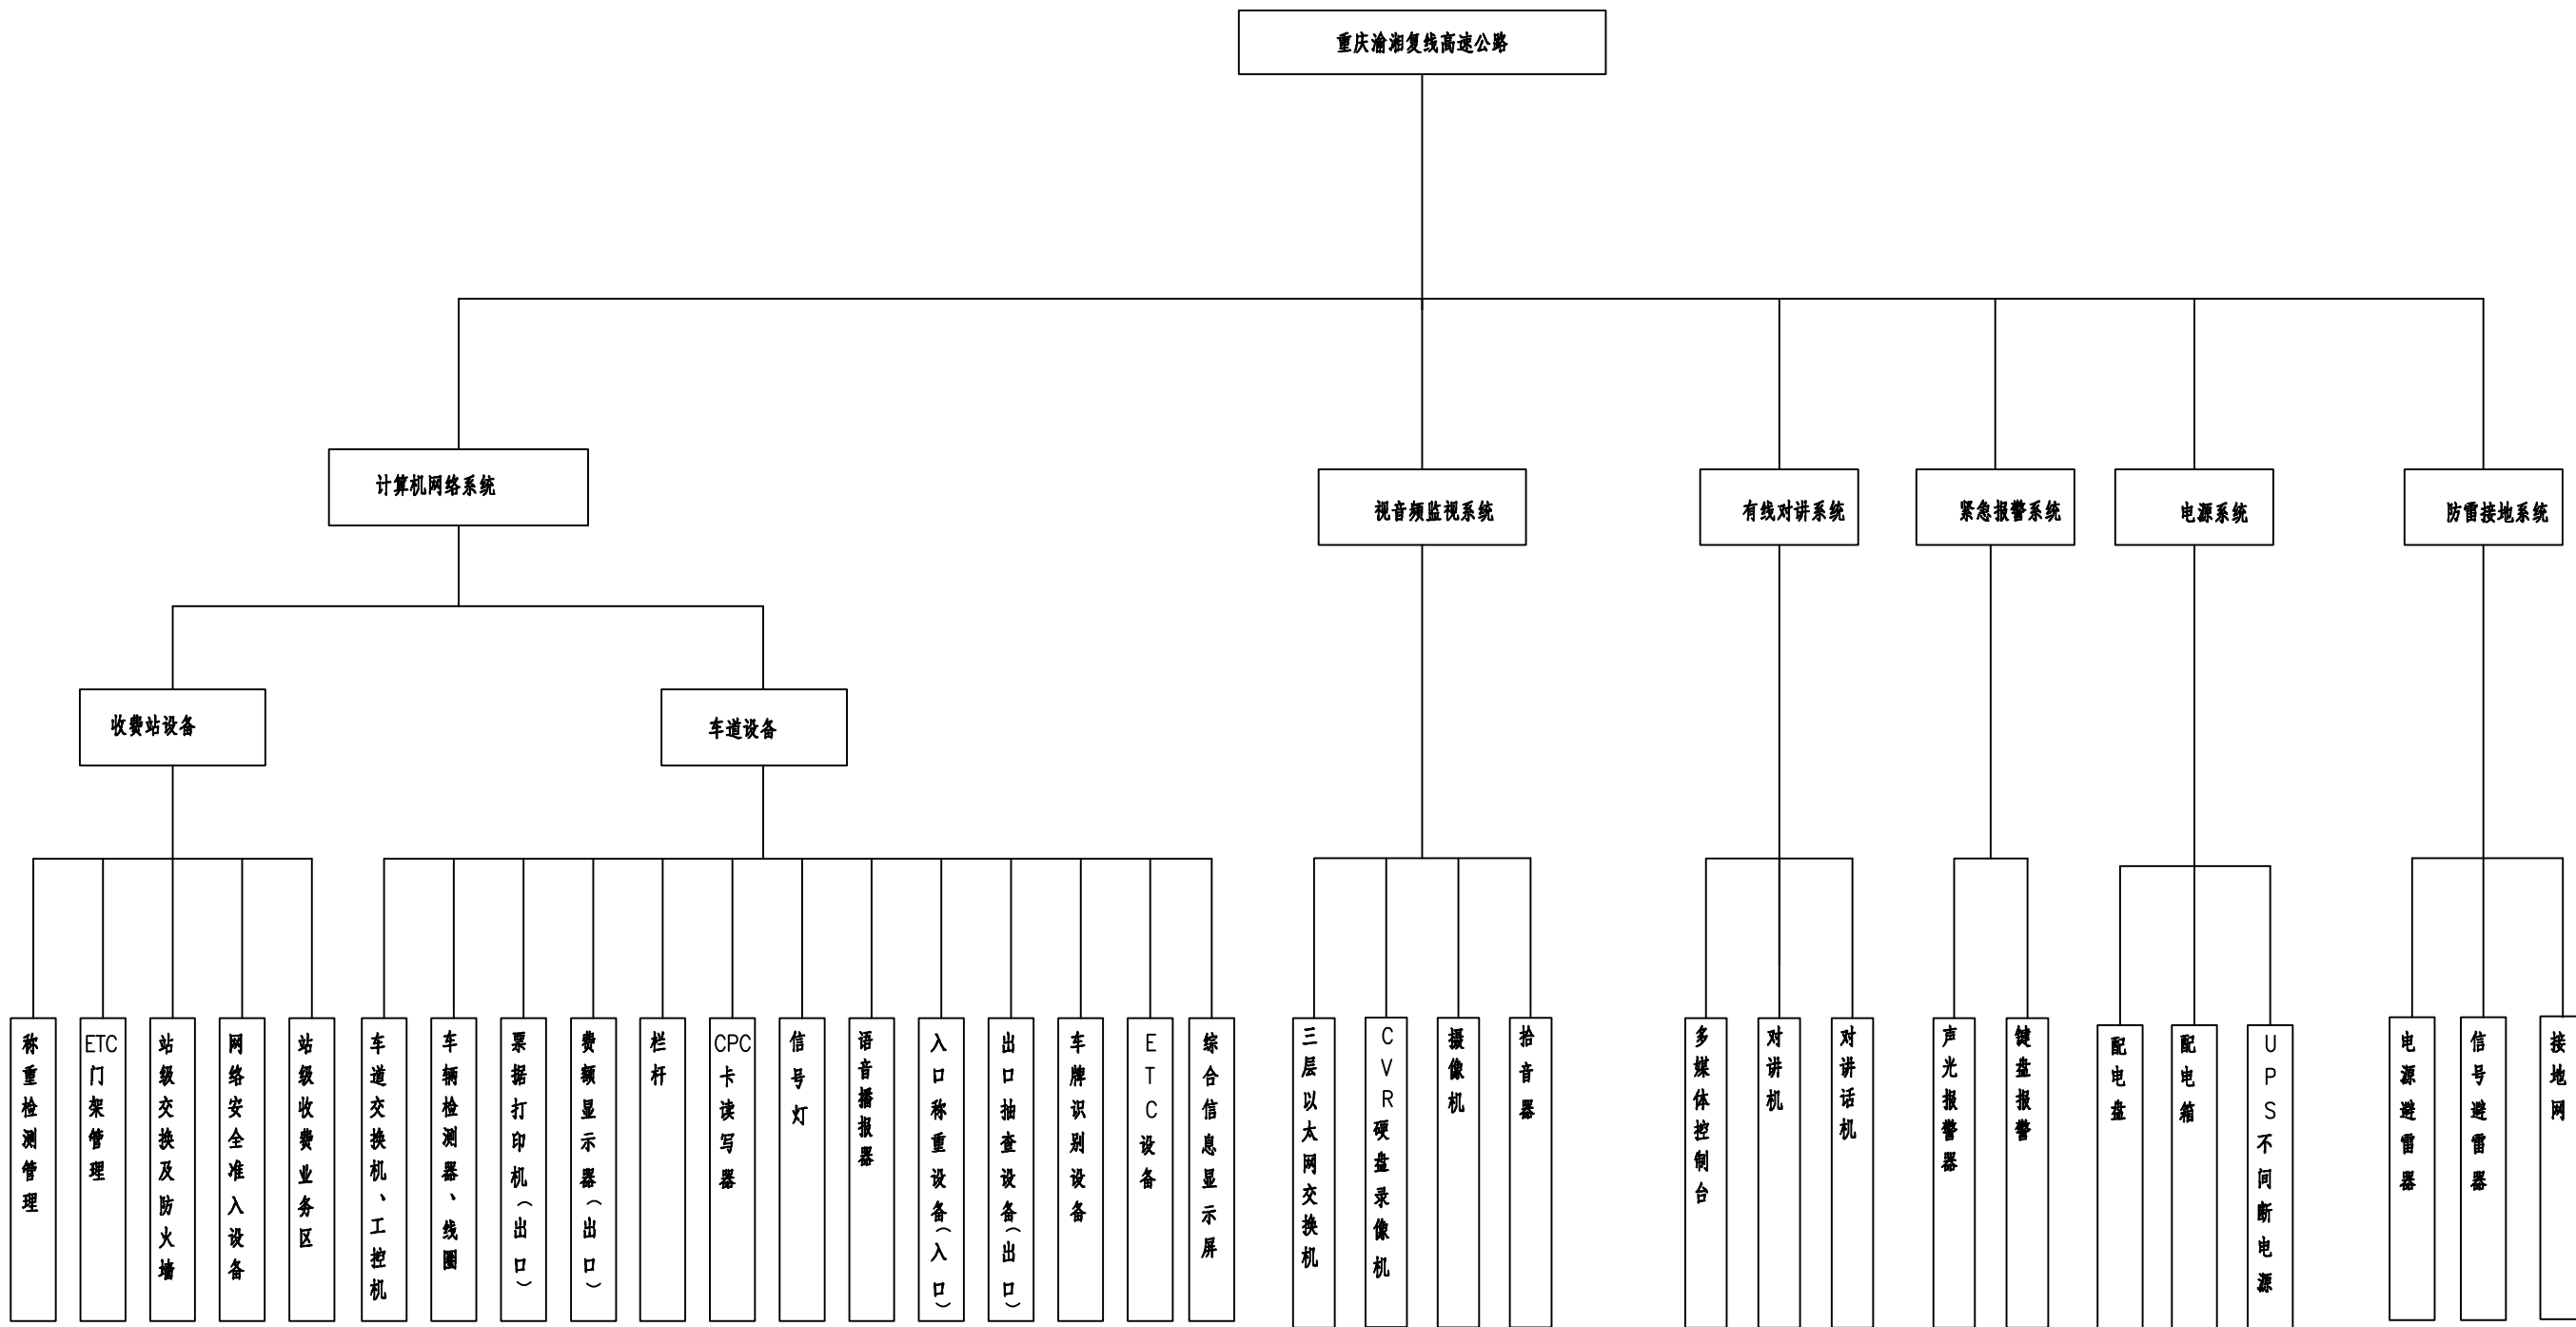 重庆渝湘复线高速公路
计算机网络系统
视音频监视系统
有线对讲系统
紧急报警系统
电源系统
防雷接地系统
收费站设备
车道设备
称重检测管理
ETC门架管理
站级交换及防火墙
网络安全准入设备
站级收费业务区
车道交换机、工控机
车辆检测器、线圈
票据打印机（出口）
费额显示器（出口）
栏杆
CPC卡读写器
信号灯
语音播报器
入口称重设备（入口）
出口抽查设备（出口）
车牌识别设备
ETC设备
综合信息显示屏
三层以太网交换机
CVR硬盘录像机
摄像机
拾音器
多媒体控制台
对讲机
对讲话机
声光报警器
键盘报警
配电盘
配电箱
UPS不间断电源
电源避雷器
信号避雷器
接地网